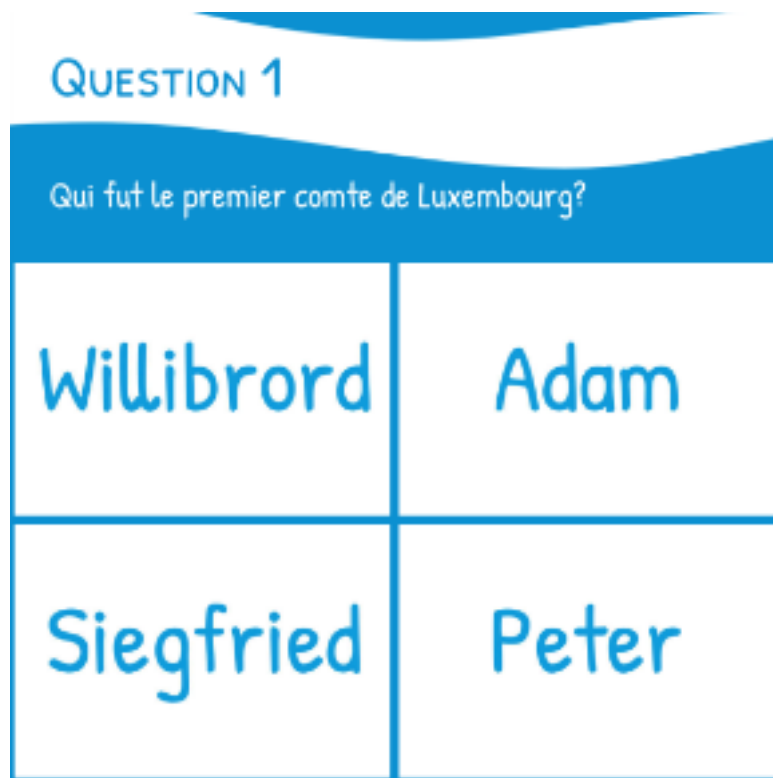 Question 1
Qui fut le premier comte de Luxembourg?
Willibrord
Adam
Siegfried
Peter